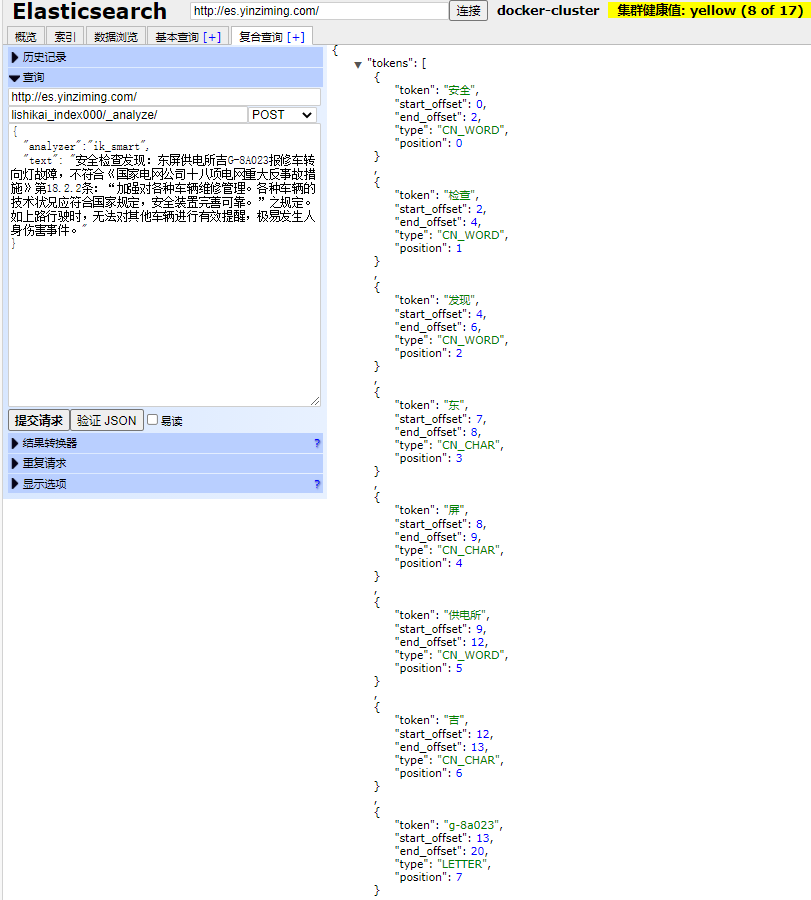 Elasticsearch
http://es.yinziming.com/
连接
docker-cluster
集群健康值: yellow (8 of 17)
概览
索引
数据浏览
基本查询 [+]
复合查询 [+]
历史记录
查询
http://es.yinziming.com/
lishikai_index000/_analyze/
POST
{
"analyzer":"ik_smart",
"text": "安全检查发现：东屏供电所吉G-8A023报修车转
向灯故障，不符合《国家电网公司十八项电网重大反事故措
施》第18.2.2条：“加强对各种车辆维修管理。各种车辆的
技术状况应符合国家规定，安全装置完善可靠。”之规定。
如上路行驶时，无法对其他车辆进行有效提醒，极易发生人
身伤害事件。"
}
提交请求
验证 JSON
易读
结果转换器 ?
重复请求
显示选项 ?
{
"tokens": [
{
"token": "安全",
"start_offset": 0,
"end_offset": 2,
"type": "CN_WORD",
"position": 0
}
,
{
"token": "检查",
"start_offset": 2,
"end_offset": 4,
"type": "CN_WORD",
"position": 1
}
,
{
"token": "发现",
"start_offset": 4,
"end_offset": 6,
"type": "CN_WORD",
"position": 2
}
,
{
"token": "东",
"start_offset": 7,
"end_offset": 8,
"type": "CN_CHAR",
"position": 3
}
,
{
"token": "屏",
"start_offset": 8,
"end_offset": 9,
"type": "CN_CHAR",
"position": 4
}
,
{
"token": "供电所",
"start_offset": 9,
"end_offset": 12,
"type": "CN_WORD",
"position": 5
}
,
{
"token": "吉",
"start_offset": 12,
"end_offset": 13,
"type": "CN_CHAR",
"position": 6
}
,
{
"token": "g-8a023",
"start_offset": 13,
"end_offset": 20,
"type": "LETTER",
"position": 7
}